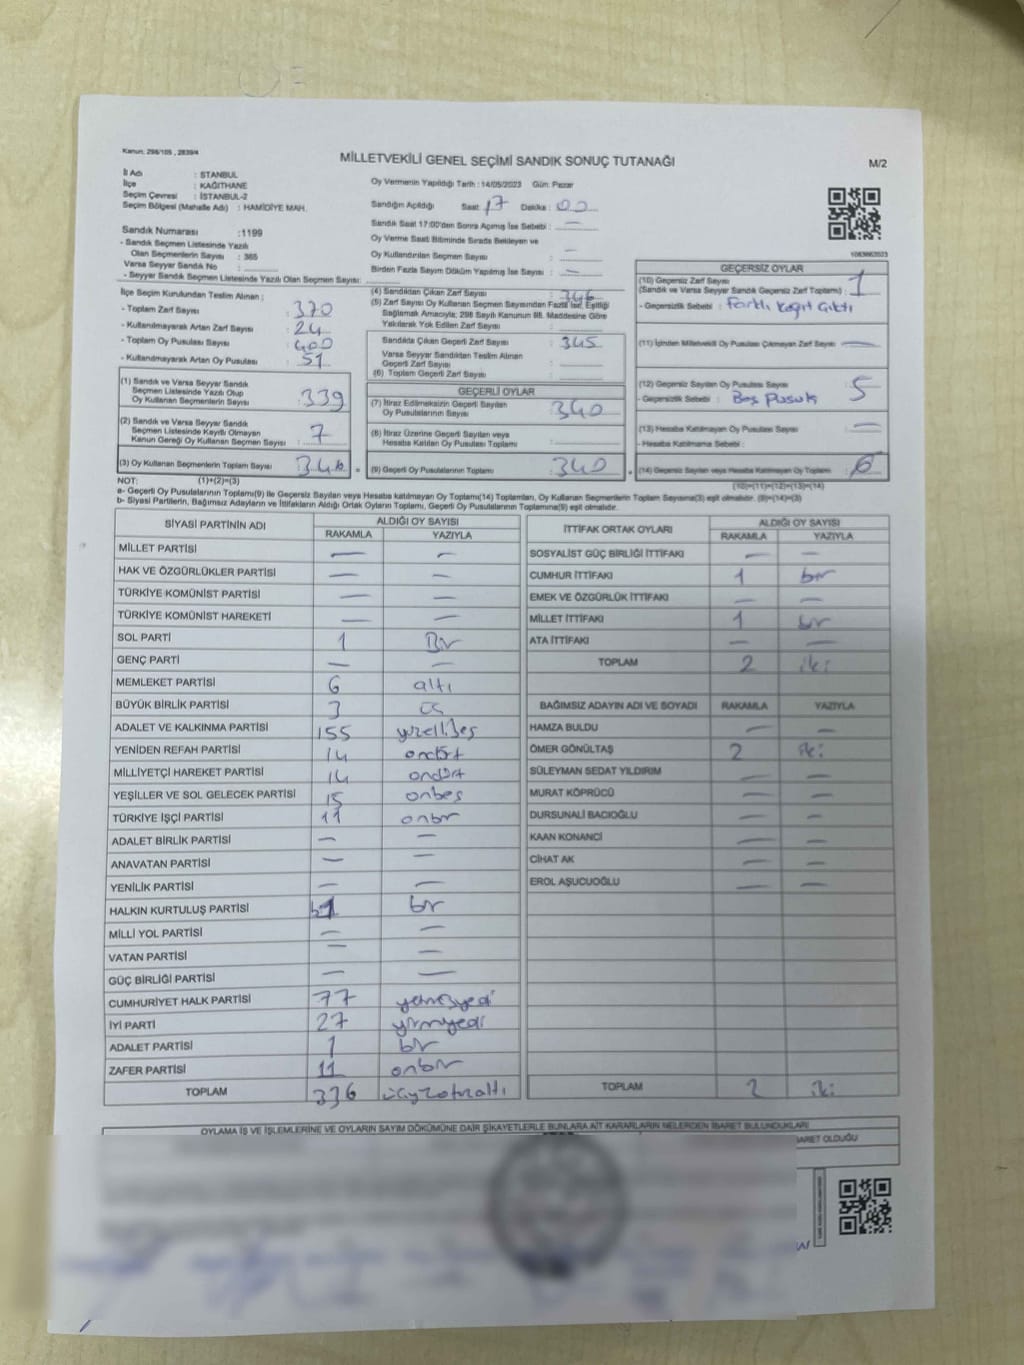 Kanun: 298/105 , 2839/4
MİLLETVEKİLİ GENEL SEÇİMİ SANDIK SONUÇ TUTANAĞI
M/2
İl Adı : İSTANBUL
İlçe : KAĞITHANE
Seçim Çevresi : İSTANBUL-2
Seçim Bölgesi (Mahalle Adı) : HAMİDİYE MAH.
Oy Vermenin Yapıldığı Tarih : 14/05/2023 Gün: Pazar
Sandığın Açıldığı Saat : 17 Dakika : 00
Sandık Saat 17:00'den Sonra Açılmış İse Sebebi : —
Oy Verme Saati Bitiminde Sırada Bekleyen ve
Oy Kullandırılan Seçmen Sayısı : —
Birden Fazla Sayım Döküm Yapılmış İse Sayısı : —
Sandık Numarası : 1199
- Sandık Seçmen Listesinde Yazılı
Olan Seçmenlerin Sayısı : 365
Varsa Seyyar Sandık No :
- Seyyar Sandık Seçmen Listesinde Yazılı Olan Seçmen Sayısı:
İlçe Seçim Kurulundan Teslim Alınan ;
- Toplam Zarf Sayısı : 370
- Kullanılmayarak Artan Zarf Sayısı : 24
- Toplam Oy Pusulası Sayısı : 400
- Kullanılmayarak Artan Oy Pusulası : 51
(1) Sandık ve Varsa Seyyar Sandık
Seçmen Listesinde Yazılı Olup
Oy Kullanan Seçmenlerin Sayısı : 339
(2) Sandık ve Varsa Seyyar Sandık
Seçmen Listesinde Kayıtlı Olmayan
Kanun Gereği Oy Kullanan Seçmen Sayısı : 7
(3) Oy Kullanan Seçmenlerin Toplam Sayısı : 346
(4) Sandıktan Çıkan Zarf Sayısı : 346
(5) Zarf Sayısı Oy Kullanan Seçmen Sayısından Fazla İse, Eşitliği
Sağlamak Amacıyla; 298 Sayılı Kanunun 98. Maddesine Göre
Yakılarak Yok Edilen Zarf Sayısı :
Sandıkta Çıkan Geçerli Zarf Sayısı : 345
Varsa Seyyar Sandıktan Teslim Alınan
Geçerli Zarf Sayısı :
(6) Toplam Geçerli Zarf Sayısı :
GEÇERLİ OYLAR
(7) İtiraz Edilmeksizin Geçerli Sayılan
Oy Pusulalarının Sayısı : 340
(8) İtiraz Üzerine Geçerli Sayılan veya
Hesaba Katılan Oy Pusulası Toplamı :
(9) Geçerli Oy Pusulalarının Toplamı : 340
1083662023
GEÇERSİZ OYLAR
(10) Geçersiz Zarf Sayısı
(Sandık ve Varsa Seyyar Sandık Geçersiz Zarf Toplamı) : 1
- Geçersizlik Sebebi : Farklı kağıt çıktı
(11) İçinden Milletvekili Oy Pusulası Çıkmayan Zarf Sayısı : —
(12) Geçersiz Sayılan Oy Pusulası Sayısı : 5
- Geçersizlik Sebebi : Boş Pusula
(13) Hesaba Katılmayan Oy Pusulası Sayısı : —
- Hesaba Katılmama Sebebi :
(14) Geçersiz Sayılan veya Hesaba Katılmayan Oy Toplamı : 6
NOT: (1)+(2)=(3) (10)+(11)+(12)+(13)=(14)
a- Geçerli Oy Pusulalarının Toplamı(9) ile Geçersiz Sayılan veya Hesaba katılmayan Oy Toplamı(14) Toplamları, Oy Kullanan Seçmenlerin Toplam Sayısına(3) eşit olmalıdır. (9)+(14)=(3)
b- Siyasi Partilerin, Bağımsız Adayların ve İttifakların Aldığı Ortak Oyların Toplamı, Geçerli Oy Pusulalarının Toplamına(9) eşit olmalıdır.
SİYASİ PARTİNİN ADI ALDIĞI OY SAYISI
RAKAMLA YAZIYLA
MİLLET PARTİSİ — —
HAK VE ÖZGÜRLÜKLER PARTİSİ — —
TÜRKİYE KOMÜNİST PARTİSİ — —
TÜRKİYE KOMÜNİST HAREKETİ — —
SOL PARTİ 1 Bir
GENÇ PARTİ — —
MEMLEKET PARTİSİ 6 altı
BÜYÜK BİRLİK PARTİSİ 3 üç
ADALET VE KALKINMA PARTİSİ 155 yüzellibeş
YENİDEN REFAH PARTİSİ 14 ondört
MİLLİYETÇİ HAREKET PARTİSİ 14 ondört
YEŞİLLER VE SOL GELECEK PARTİSİ 15 onbeş
TÜRKİYE İŞÇİ PARTİSİ 11 onbir
ADALET BİRLİK PARTİSİ — —
ANAVATAN PARTİSİ — —
YENİLİK PARTİSİ — —
HALKIN KURTULUŞ PARTİSİ 1 bir
MİLLİ YOL PARTİSİ — —
VATAN PARTİSİ — —
GÜÇ BİRLİĞİ PARTİSİ — —
CUMHURİYET HALK PARTİSİ 77 yetmişyedi
İYİ PARTİ 27 yirmiyedi
ADALET PARTİSİ 1 bir
ZAFER PARTİSİ 11 onbir
TOPLAM 336 üçyüzotuzaltı
İTTİFAK ORTAK OYLARI ALDIĞI OY SAYISI
RAKAMLA YAZIYLA
SOSYALİST GÜÇ BİRLİĞİ İTTİFAKI — —
CUMHUR İTTİFAKI 1 bir
EMEK VE ÖZGÜRLÜK İTTİFAKI — —
MİLLET İTTİFAKI 1 bir
ATA İTTİFAKI — —
TOPLAM 2 iki
BAĞIMSIZ ADAYIN ADI VE SOYADI RAKAMLA YAZIYLA
HAMZA BULDU — —
ÖMER GÖNÜLTAŞ 2 iki
SÜLEYMAN SEDAT YILDIRIM — —
MURAT KÖPRÜCÜ — —
DURSUNALİ BACIOĞLU — —
KAAN KONANCİ — —
CİHAT AK — —
EROL AŞUCUOĞLU — —
TOPLAM 2 iki
OYLAMA İŞ VE İŞLEMLERİNE VE OYLARIN SAYIM DÖKÜMÜNE DAİR ŞİKAYETLERLE BUNLARA AİT KARARLARIN NELERDEN İBARET BULUNDUKLARI
BARET OLDUĞU